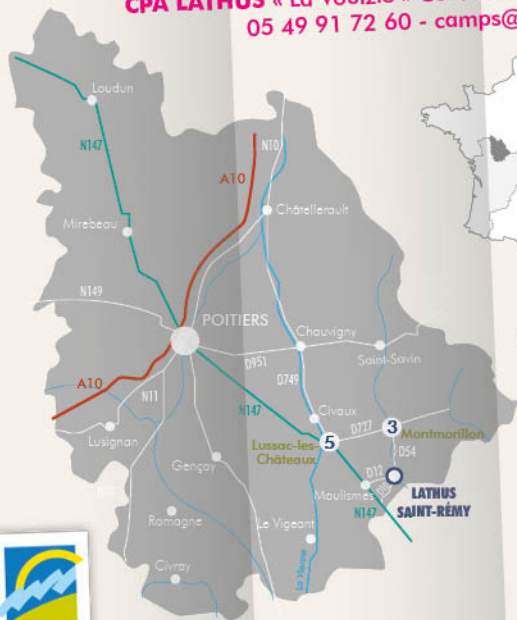 CPA LATHUS « La Voulzie »
05 49 91 72 60 - camps@
Loudun
N147
N10
A10
Mirebeau
Châtellerault
N149
POITIERS
Chauvigny
D951
Saint-Savin
D749
A10
N11
N147
Civaux
D727
3
Montmorillon
Lusignan
5
Lussac-les-
Châteaux
D54
Gençay
D12
Moulismes
LATHUS
SAINT-RÉMY
N147
Romagne
Le Vigeant
La Vienne
Civray